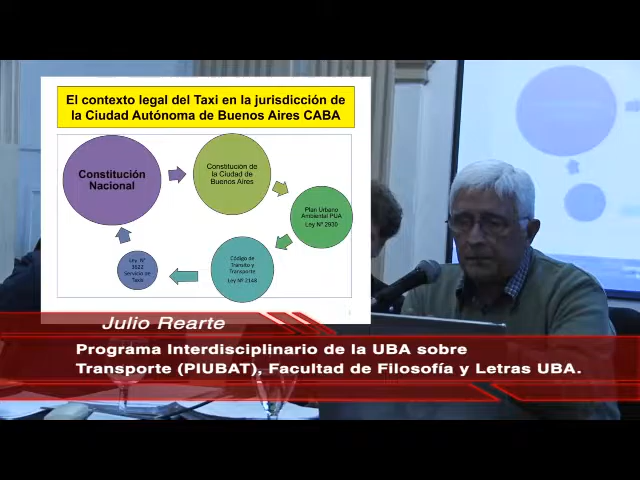 El contexto legal del Taxi en la jurisdicción de
la Ciudad Autónoma de Buenos Aires CABA
Constitución
Nacional
Constitución de
la Ciudad de
Buenos Aires
Plan Urbano
Ambiental PUA
Ley Nº 2930
Código de
Transito y
Transporte
Ley Nº 2148
Ley. N°
3622
Servicio de
Taxis
Julio Rearte
Programa Interdisciplinario de la UBA sobre
Transporte (PIUBAT), Facultad de Filosofía y Letras UBA.